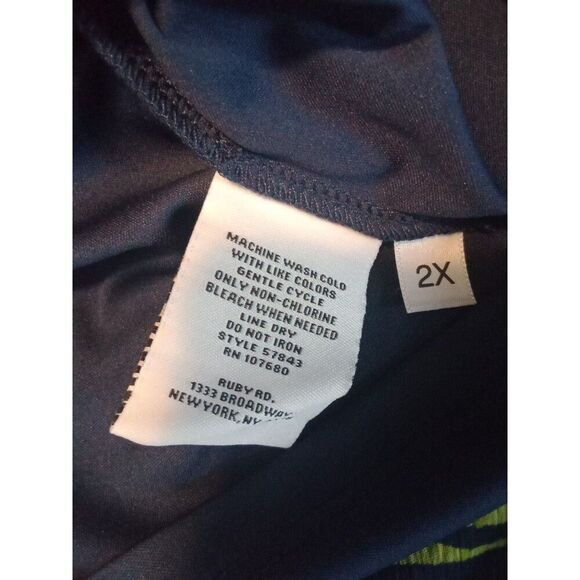 MACHINE WASH COLD
WITH LIKE COLORS
GENTLE CYCLE
ONLY NON-CHLORINE
BLEACH WHEN NEEDED
LINE DRY
DO NOT IRON
STYLE 57843
RN 107680
RUBY RD.
1333 BROADWAY
NEW YORK, NY
2X